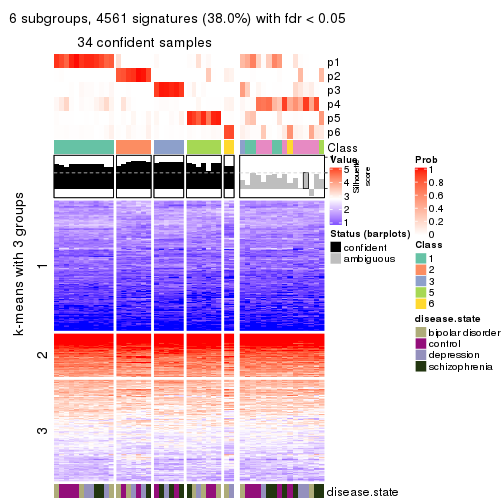 6 subgroups, 4561 signatures (38.0%) with fdr < 0.05
34 confident samples
p1
p2
p3
p4
p5
p6
Class
k-means with 3 groups
1
2
3
Silhouette
score
disease.state
Value
5
4
3
2
1
Status (barplots)
confident
ambiguous
Prob
1
0.8
0.6
0.4
0.2
0
Class
1
2
3
5
6
disease.state
bipolar disorder
control
depression
schizophrenia